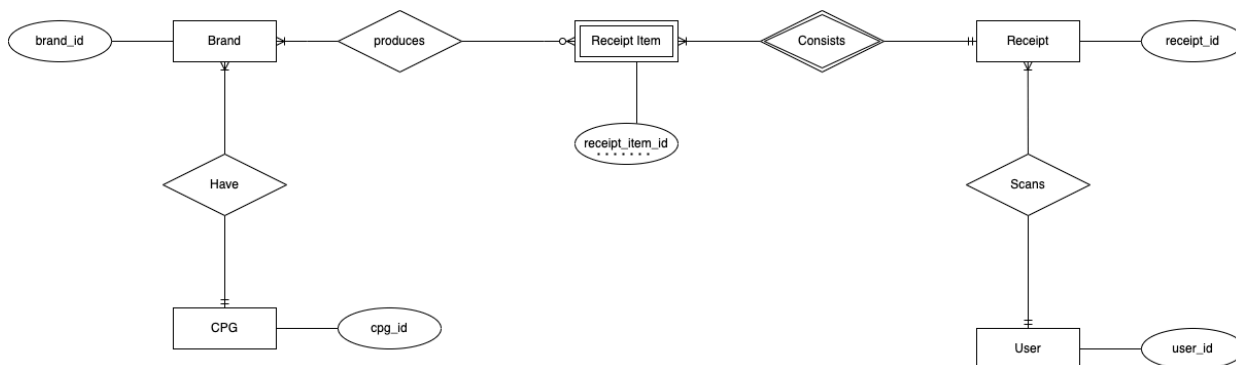 brand_id
Brand
produces
Receipt Item
Consists
Receipt
receipt_id
receipt_item_id
Have
Scans
CPG
cpg_id
User
user_id